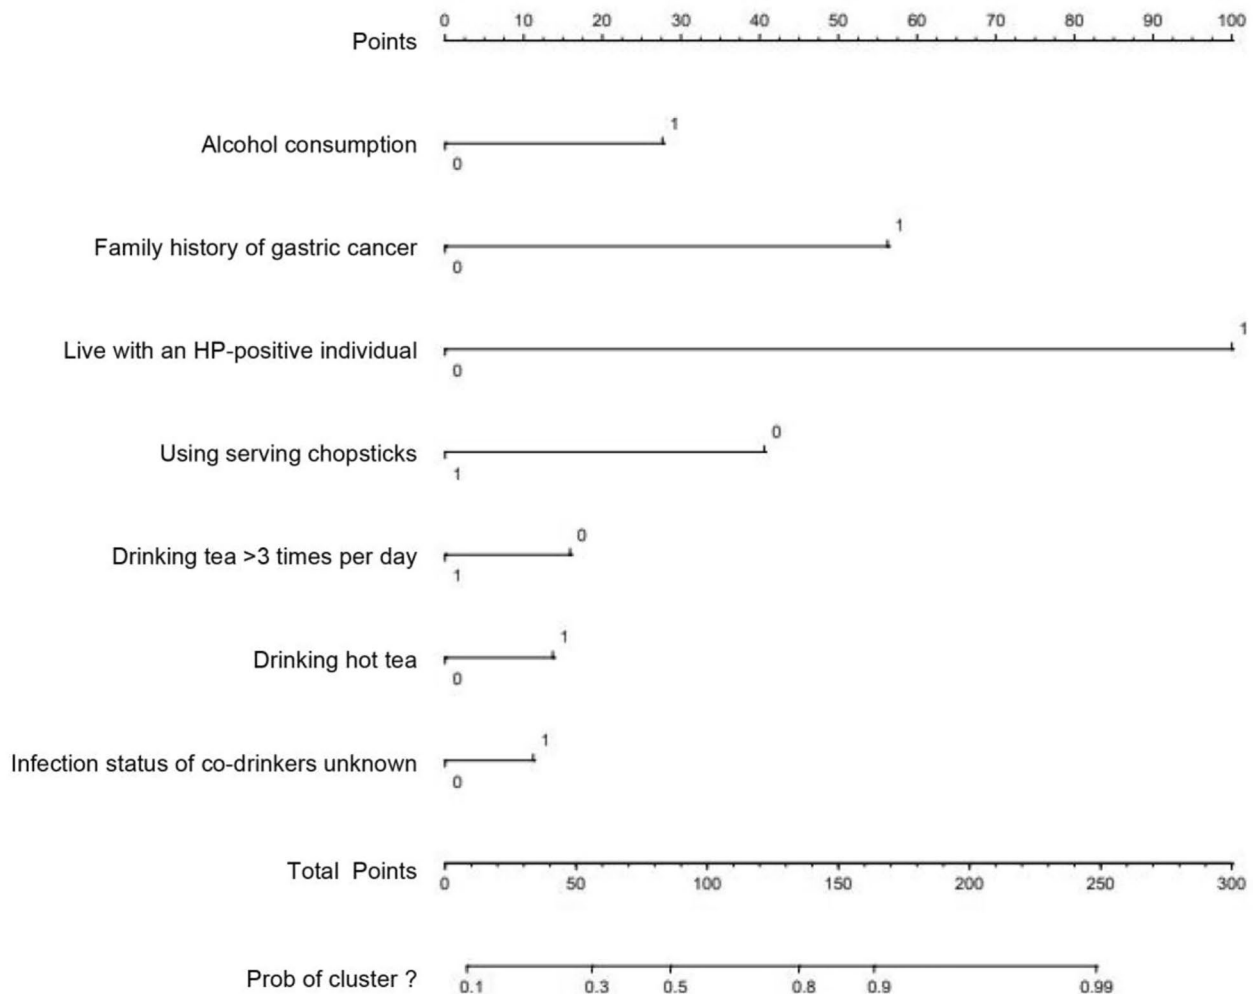 0 10 20 30 40 50 60 70 80 90 100
Points
1
Alcohol consumption
0
1
Family history of gastric cancer
0
1
Live with an HP-positive individual
0
0
Using serving chopsticks
1
0
Drinking tea >3 times per day
1
1
Drinking hot tea
0
1
Infection status of co-drinkers unknown
0
Total Points
0 50 100 150 200 250 300
Prob of cluster ?
0.1 0.3 0.5 0.8 0.9 0.99